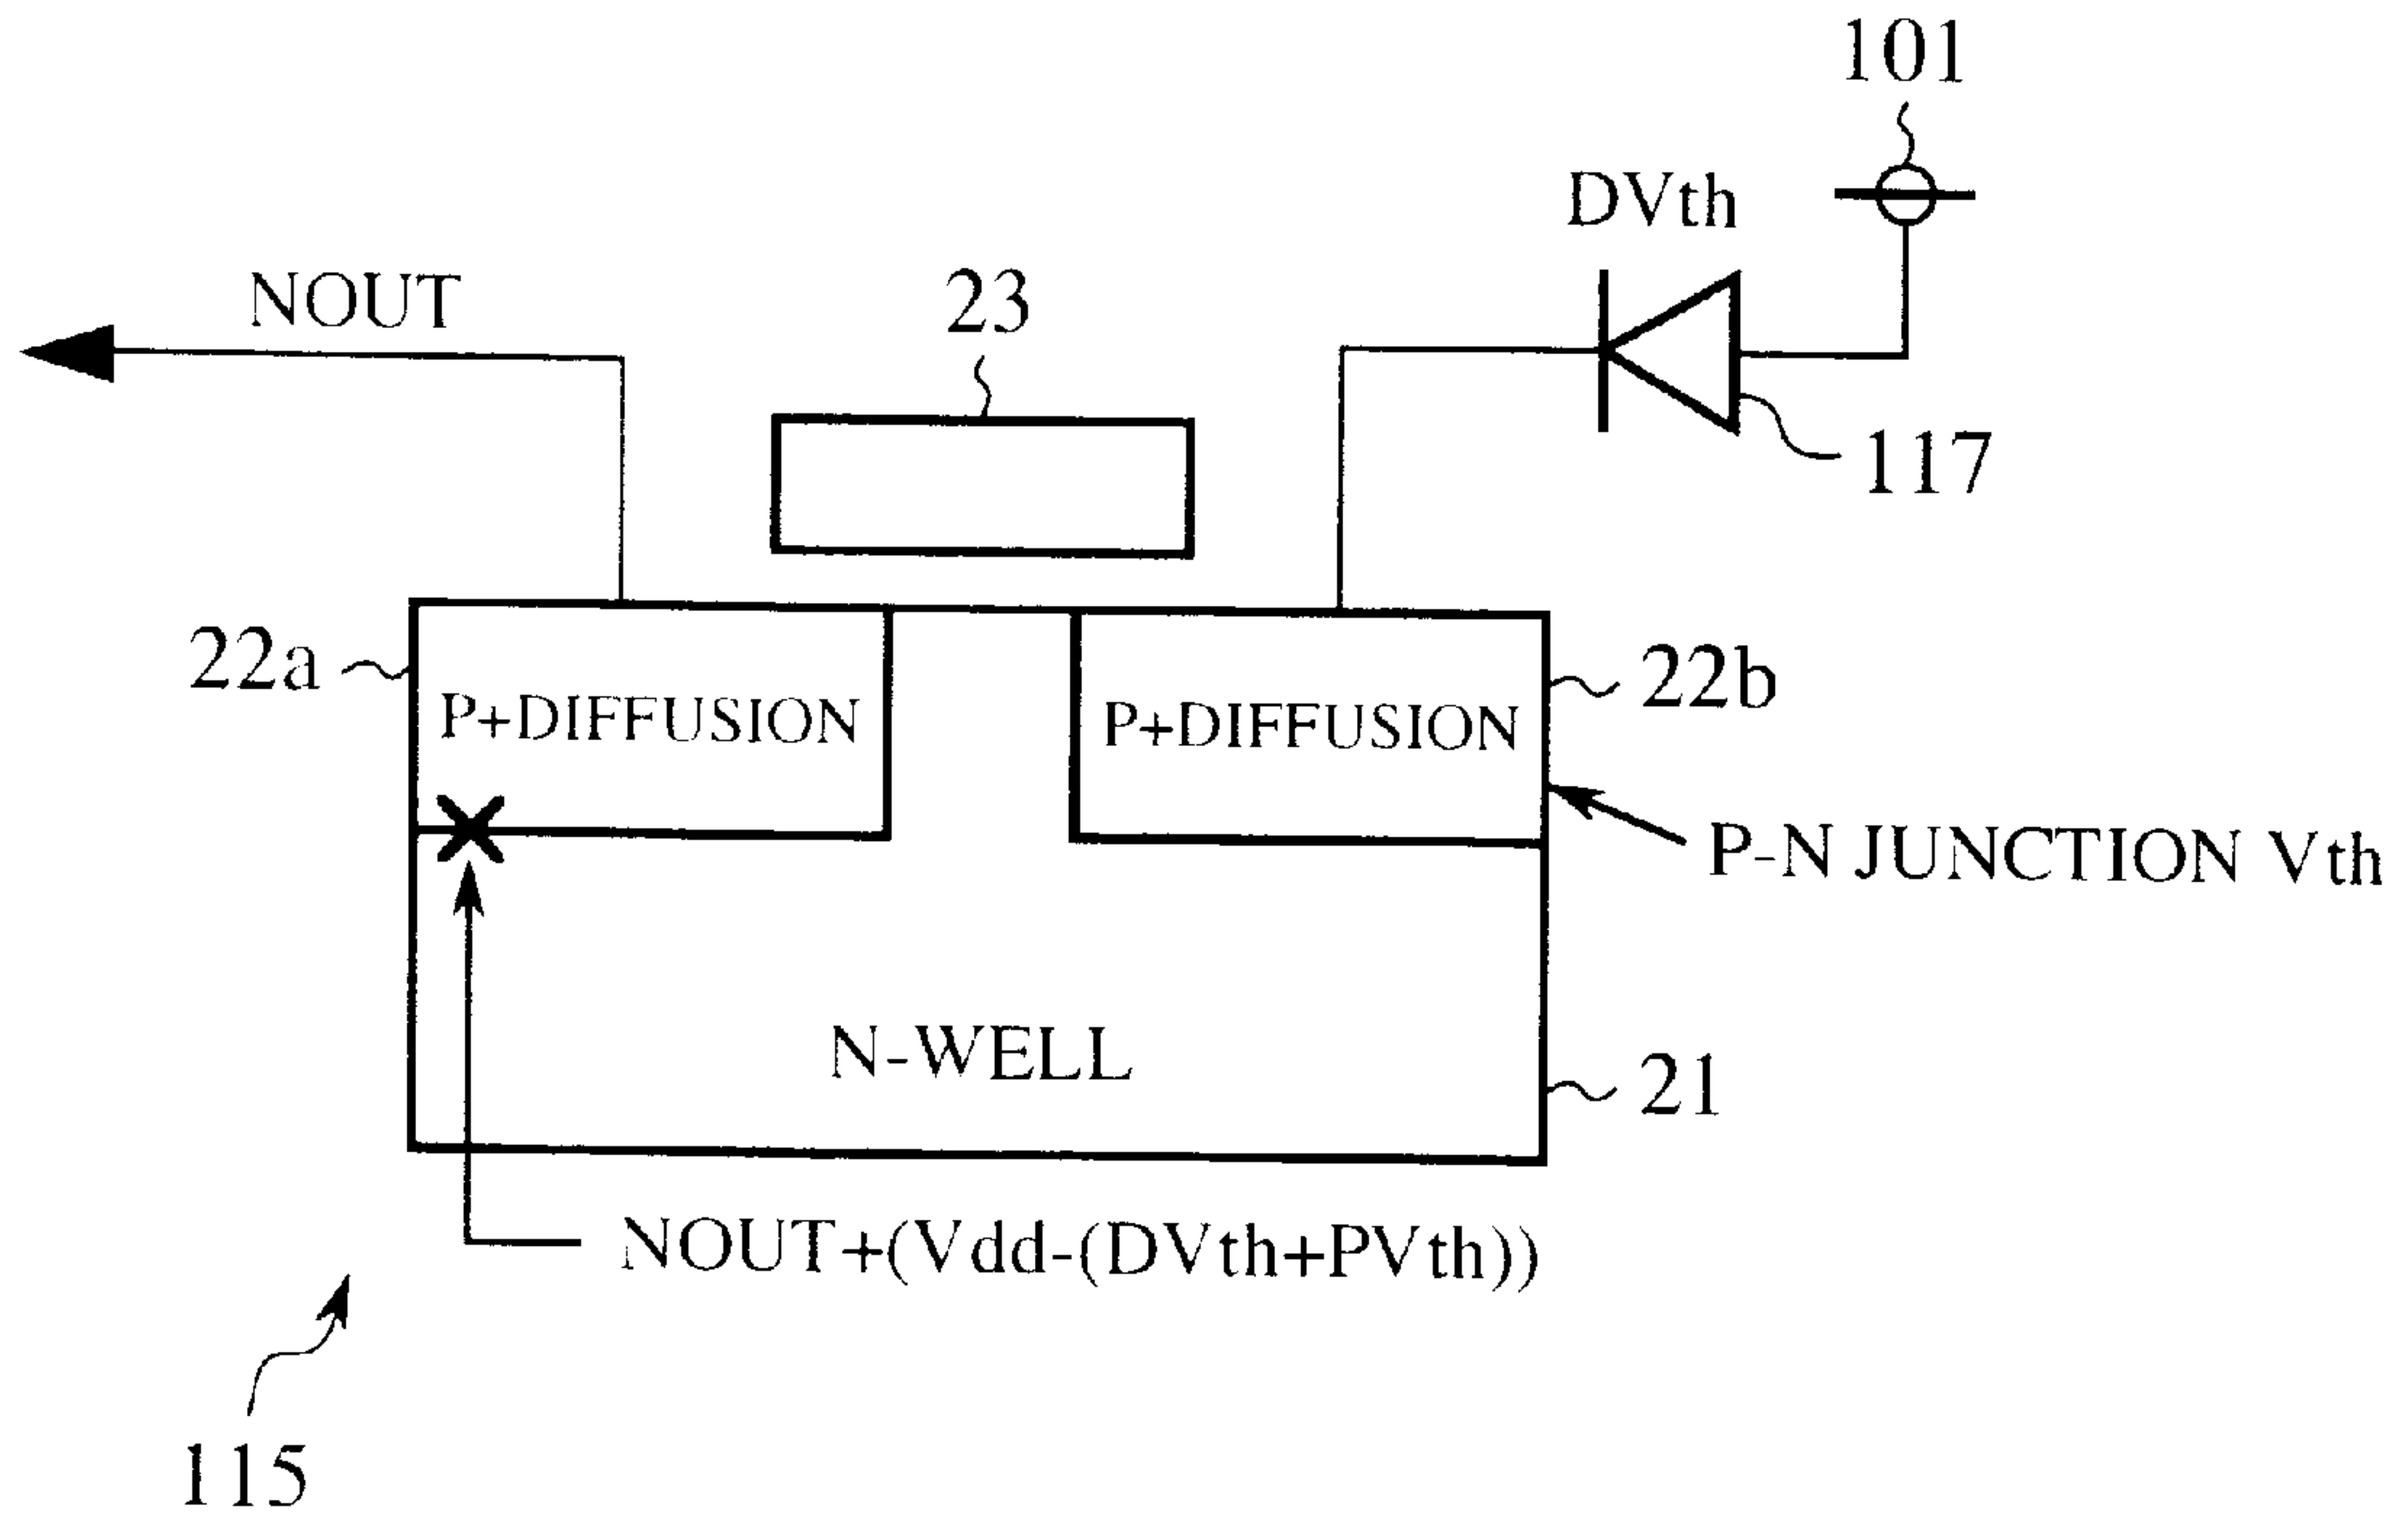 101
DVth
NOUT
23
117
22a
22b
P+DIFFUSION
P+DIFFUSION
P-N JUNCTION Vth
N-WELL
21
NOUT+(Vdd-(DVth+PVth))
115